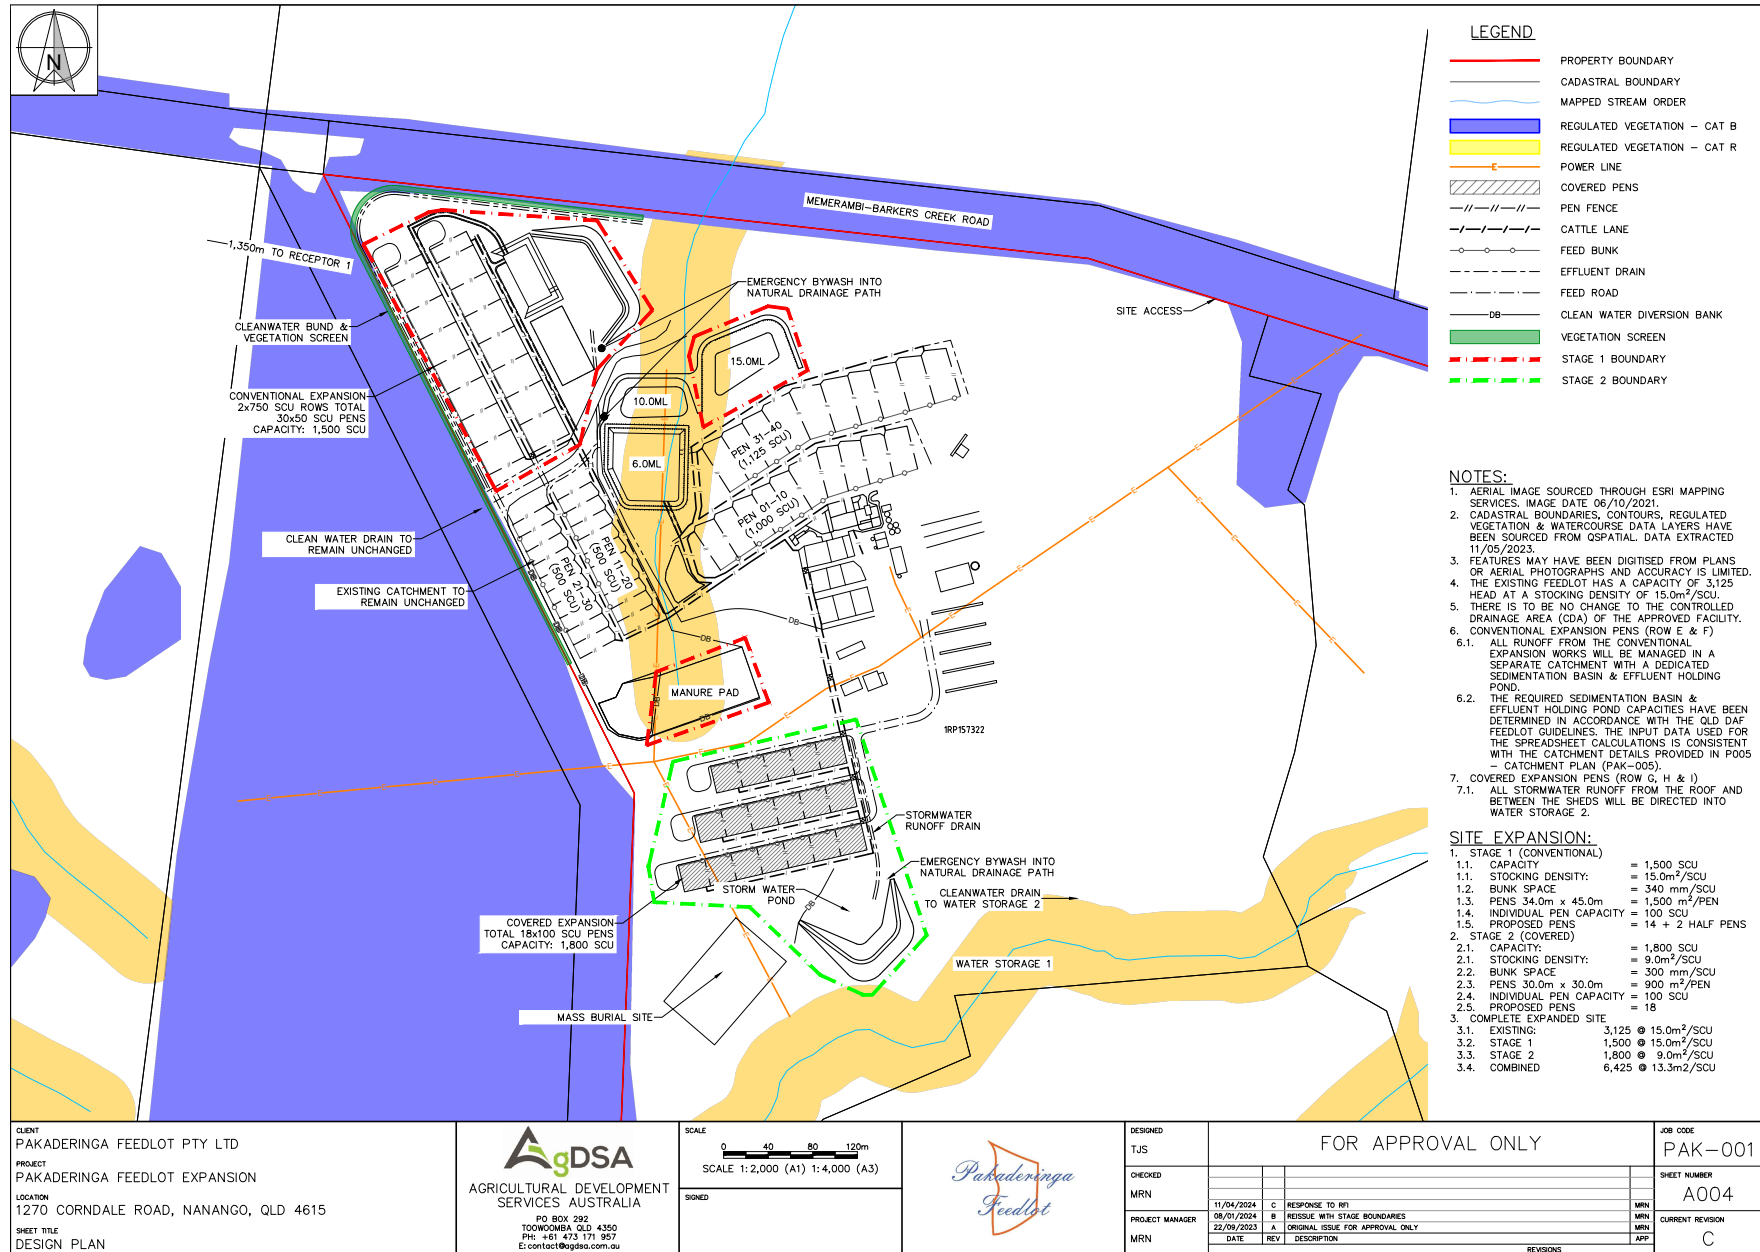 N
LEGEND
PROPERTY BOUNDARY
CADASTRAL BOUNDARY
MAPPED STREAM ORDER
REGULATED VEGETATION – CAT B
REGULATED VEGETATION – CAT R
E POWER LINE
COVERED PENS
PEN FENCE
CATTLE LANE
FEED BUNK
EFFLUENT DRAIN
FEED ROAD
DB CLEAN WATER DIVERSION BANK
VEGETATION SCREEN
STAGE 1 BOUNDARY
STAGE 2 BOUNDARY
MEMERAMBI–BARKERS CREEK ROAD
1,350m TO RECEPTOR 1
EMERGENCY BYWASH INTO
NATURAL DRAINAGE PATH
SITE ACCESS
CLEANWATER BUND &
VEGETATION SCREEN
15.0ML
CONVENTIONAL EXPANSION
2x750 SCU ROWS TOTAL
30x50 SCU PENS
CAPACITY: 1,500 SCU
10.0ML
6.0ML
PEN 31–40
(1,125 SCU)
PEN 01–10
(1,000 SCU)
CLEAN WATER DRAIN TO
REMAIN UNCHANGED
PEN 11–20
(500 SCU)
PEN 21–30
(500 SCU)
EXISTING CATCHMENT TO
REMAIN UNCHANGED
MANURE PAD
1RP157322
STORMWATER
RUNOFF DRAIN
EMERGENCY BYWASH INTO
NATURAL DRAINAGE PATH
STORM WATER
POND
CLEANWATER DRAIN
TO WATER STORAGE 2
COVERED EXPANSION
TOTAL 18x100 SCU PENS
CAPACITY: 1,800 SCU
WATER STORAGE 1
MASS BURIAL SITE
NOTES:
1. AERIAL IMAGE SOURCED THROUGH ESRI MAPPING
SERVICES. IMAGE DATE 06/10/2021.
2. CADASTRAL BOUNDARIES, CONTOURS, REGULATED
VEGETATION & WATERCOURSE DATA LAYERS HAVE
BEEN SOURCED FROM QSPATIAL. DATA EXTRACTED
11/05/2023.
3. FEATURES MAY HAVE BEEN DIGITISED FROM PLANS
OR AERIAL PHOTOGRAPHS AND ACCURACY IS LIMITED.
4. THE EXISTING FEEDLOT HAS A CAPACITY OF 3,125
HEAD AT A STOCKING DENSITY OF 15.0m²/SCU.
5. THERE IS TO BE NO CHANGE TO THE CONTROLLED
DRAINAGE AREA (CDA) OF THE APPROVED FACILITY.
6. CONVENTIONAL EXPANSION PENS (ROW E & F)
6.1. ALL RUNOFF FROM THE CONVENTIONAL
EXPANSION WORKS WILL BE MANAGED IN A
SEPARATE CATCHMENT WITH A DEDICATED
SEDIMENTATION BASIN & EFFLUENT HOLDING
POND.
6.2. THE REQUIRED SEDIMENTATION BASIN &
EFFLUENT HOLDING POND CAPACITIES HAVE BEEN
DETERMINED IN ACCORDANCE WITH THE QLD DAF
FEEDLOT GUIDELINES. THE INPUT DATA USED FOR
THE SPREADSHEET CALCULATIONS IS CONSISTENT
WITH THE CATCHMENT DETAILS PROVIDED IN P005
– CATCHMENT PLAN (PAK–005).
7. COVERED EXPANSION PENS (ROW G, H & I)
7.1. ALL STORMWATER RUNOFF FROM THE ROOF AND
BETWEEN THE SHEDS WILL BE DIRECTED INTO
WATER STORAGE 2.
SITE EXPANSION:
1. STAGE 1 (CONVENTIONAL)
1.1. CAPACITY = 1,500 SCU
1.1. STOCKING DENSITY: = 15.0m²/SCU
1.2. BUNK SPACE = 340 mm/SCU
1.3. PENS 34.0m x 45.0m = 1,500 m²/PEN
1.4. INDIVIDUAL PEN CAPACITY = 100 SCU
1.5. PROPOSED PENS = 14 + 2 HALF PENS
2. STAGE 2 (COVERED)
2.1. CAPACITY: = 1,800 SCU
2.1. STOCKING DENSITY: = 9.0m²/SCU
2.2. BUNK SPACE = 300 mm/SCU
2.3. PENS 30.0m x 30.0m = 900 m²/PEN
2.4. INDIVIDUAL PEN CAPACITY = 100 SCU
2.5. PROPOSED PENS = 18
3. COMPLETE EXPANDED SITE
3.1. EXISTING: 3,125 @ 15.0m²/SCU
3.2. STAGE 1 1,500 @ 15.0m²/SCU
3.3. STAGE 2 1,800 @ 9.0m²/SCU
3.4. COMBINED 6,425 @ 13.3m2/SCU
CLIENT
PAKADERINGA FEEDLOT PTY LTD
PROJECT
PAKADERINGA FEEDLOT EXPANSION
LOCATION
1270 CORNDALE ROAD, NANANGO, QLD 4615
SHEET TITLE
DESIGN PLAN
AgDSA
AGRICULTURAL DEVELOPMENT
SERVICES AUSTRALIA
PO BOX 292
TOOWOOMBA QLD 4350
PH: +61 473 171 957
E: contact@agdsa.com.au
SCALE
0 40 80 120m
SCALE 1:2,000 (A1) 1:4,000 (A3)
SIGNED
Pakaderinga
Feedlot
DESIGNED
TJS
CHECKED
MRN
PROJECT MANAGER
MRN
FOR APPROVAL ONLY
11/04/2024 C RESPONSE TO RFI MRN
08/01/2024 B REISSUE WITH STAGE BOUNDARIES MRN
22/09/2023 A ORIGINAL ISSUE FOR APPROVAL ONLY MRN
DATE REV DESCRIPTION APP
REVISIONS
JOB CODE
PAK–001
SHEET NUMBER
A004
CURRENT REVISION
C